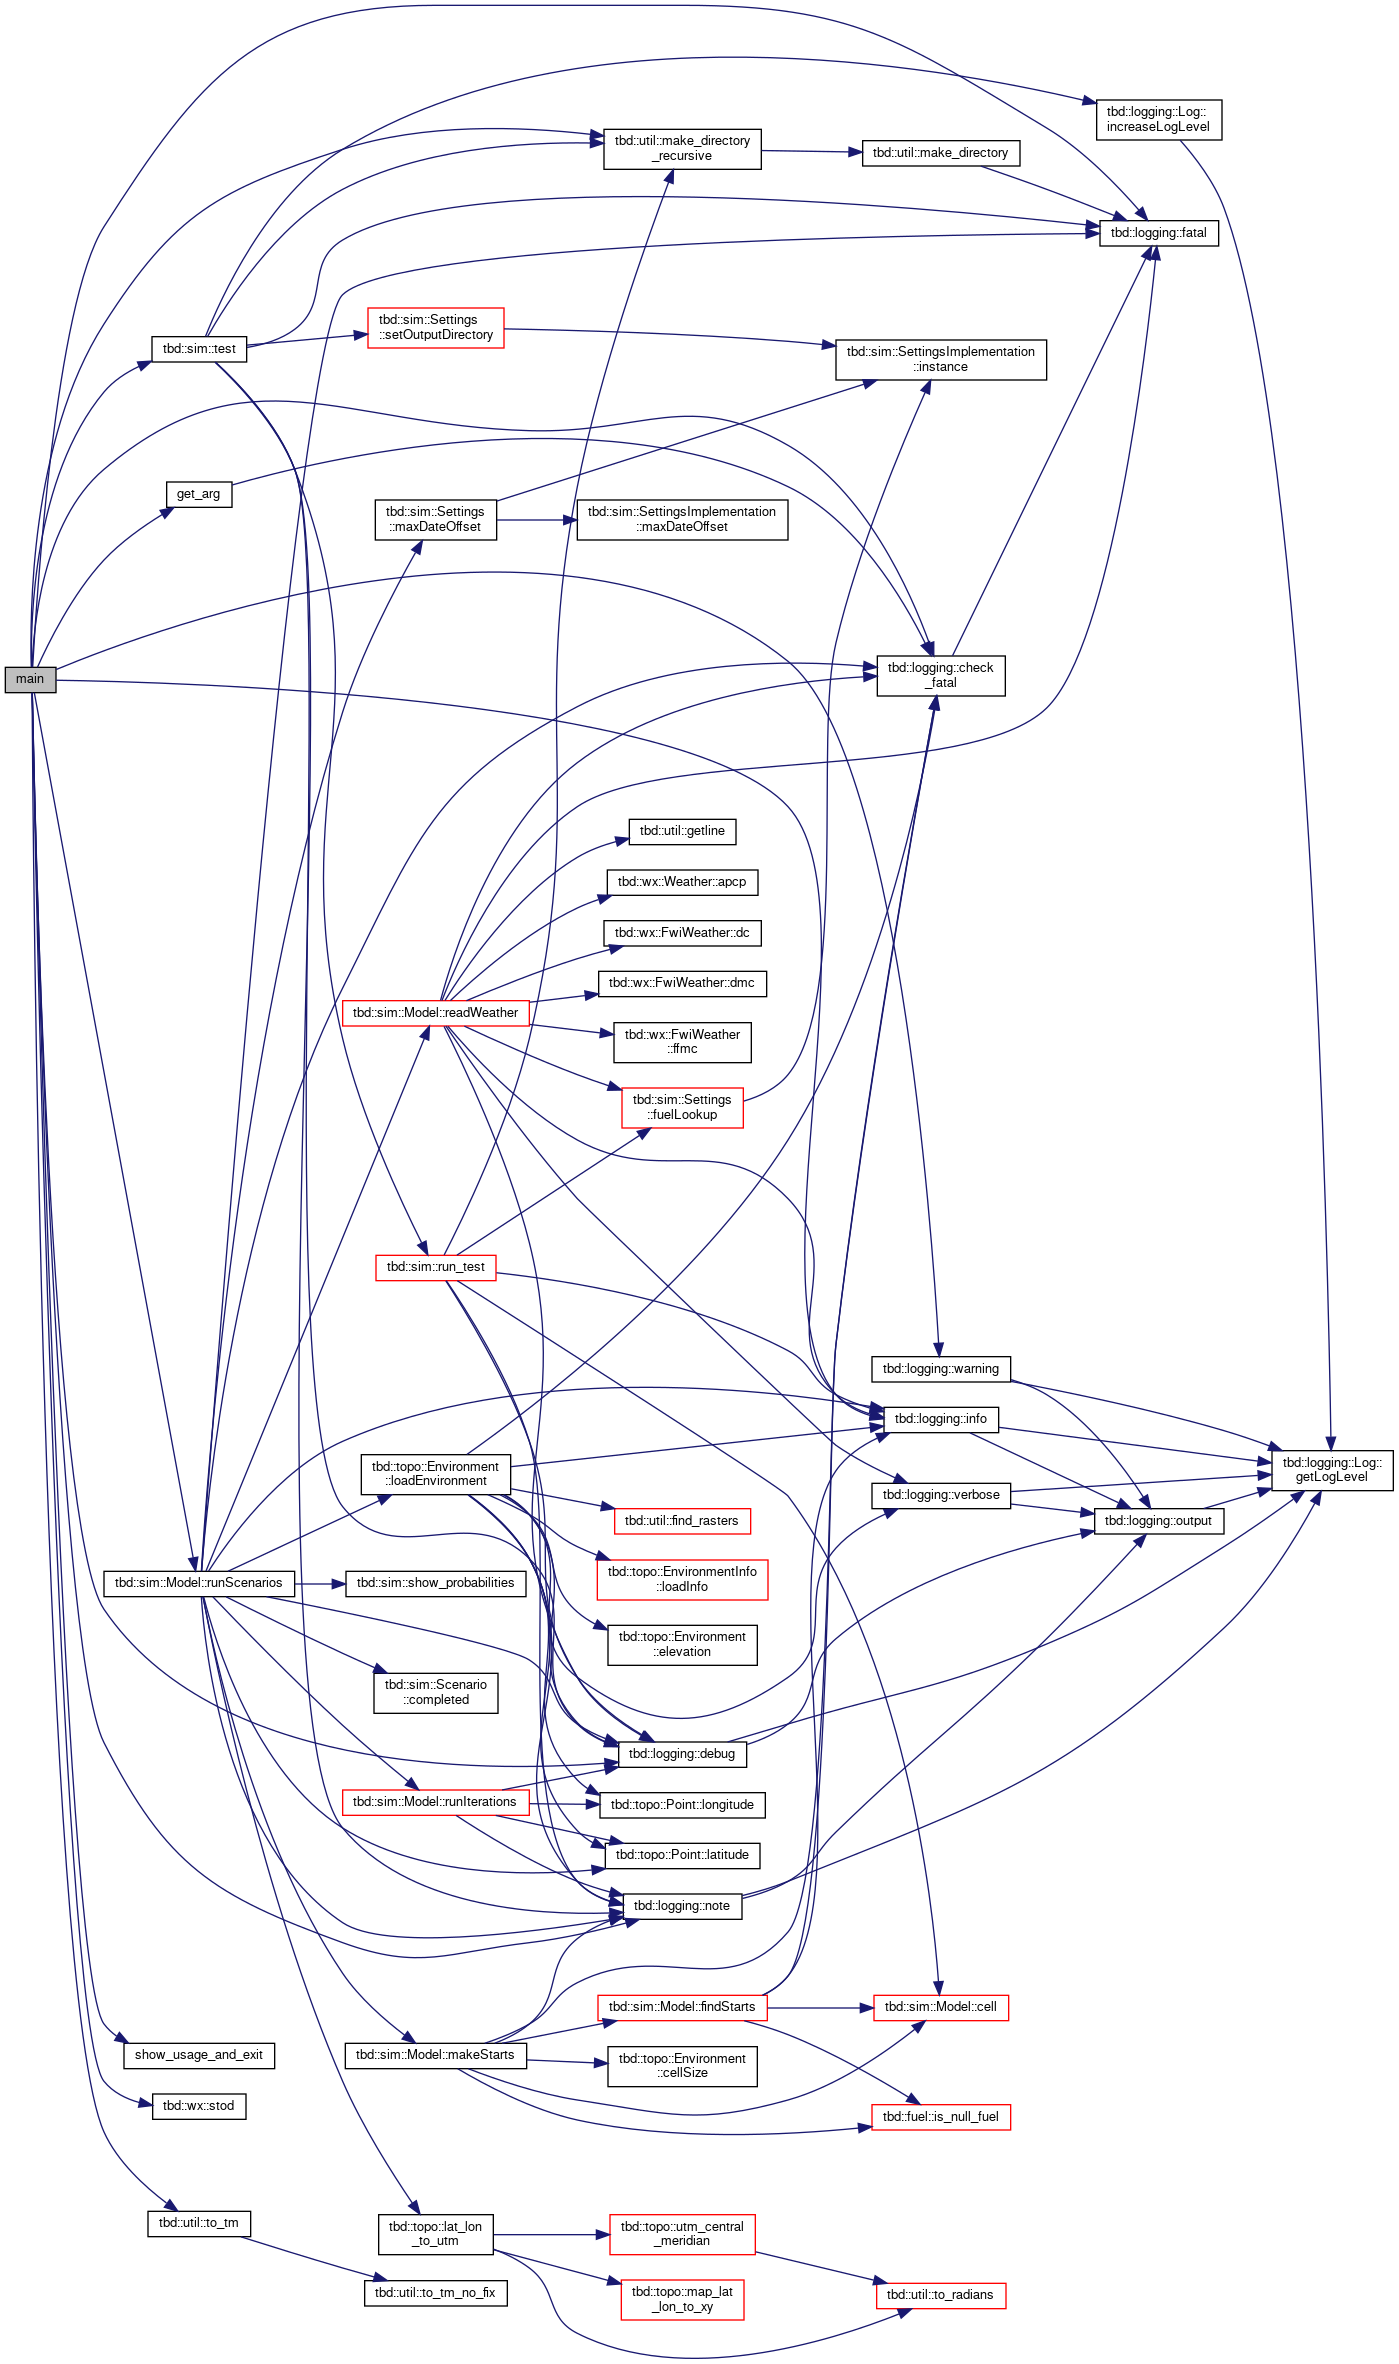 tbd::logging::Log::
increaseLogLevel
tbd::util::make_directory
_recursive
tbd::util::make_directory
tbd::logging::fatal
tbd::sim::Settings
::setOutputDirectory
tbd::sim::test
tbd::sim::SettingsImplementation
::instance
get_arg
tbd::sim::Settings
::maxDateOffset
tbd::sim::SettingsImplementation
::maxDateOffset
main
tbd::logging::check
_fatal
tbd::util::getline
tbd::wx::Weather::apcp
tbd::wx::FwiWeather::dc
tbd::wx::FwiWeather::dmc
tbd::sim::Model::readWeather
tbd::wx::FwiWeather
::ffmc
tbd::sim::Settings
::fuelLookup
tbd::sim::run_test
tbd::logging::warning
tbd::logging::info
tbd::topo::Environment
::loadEnvironment
tbd::logging::Log::
getLogLevel
tbd::logging::verbose
tbd::util::find_rasters
tbd::logging::output
tbd::topo::EnvironmentInfo
::loadInfo
tbd::sim::Model::runScenarios
tbd::sim::show_probabilities
tbd::topo::Environment
::elevation
tbd::sim::Scenario
::completed
tbd::logging::debug
tbd::sim::Model::runIterations
tbd::topo::Point::longitude
tbd::topo::Point::latitude
tbd::logging::note
tbd::sim::Model::findStarts
tbd::sim::Model::cell
show_usage_and_exit
tbd::sim::Model::makeStarts
tbd::topo::Environment
::cellSize
tbd::wx::stod
tbd::fuel::is_null_fuel
tbd::util::to_tm
tbd::topo::lat_lon
_to_utm
tbd::topo::utm_central
_meridian
tbd::util::to_tm_no_fix
tbd::topo::map_lat
_lon_to_xy
tbd::util::to_radians